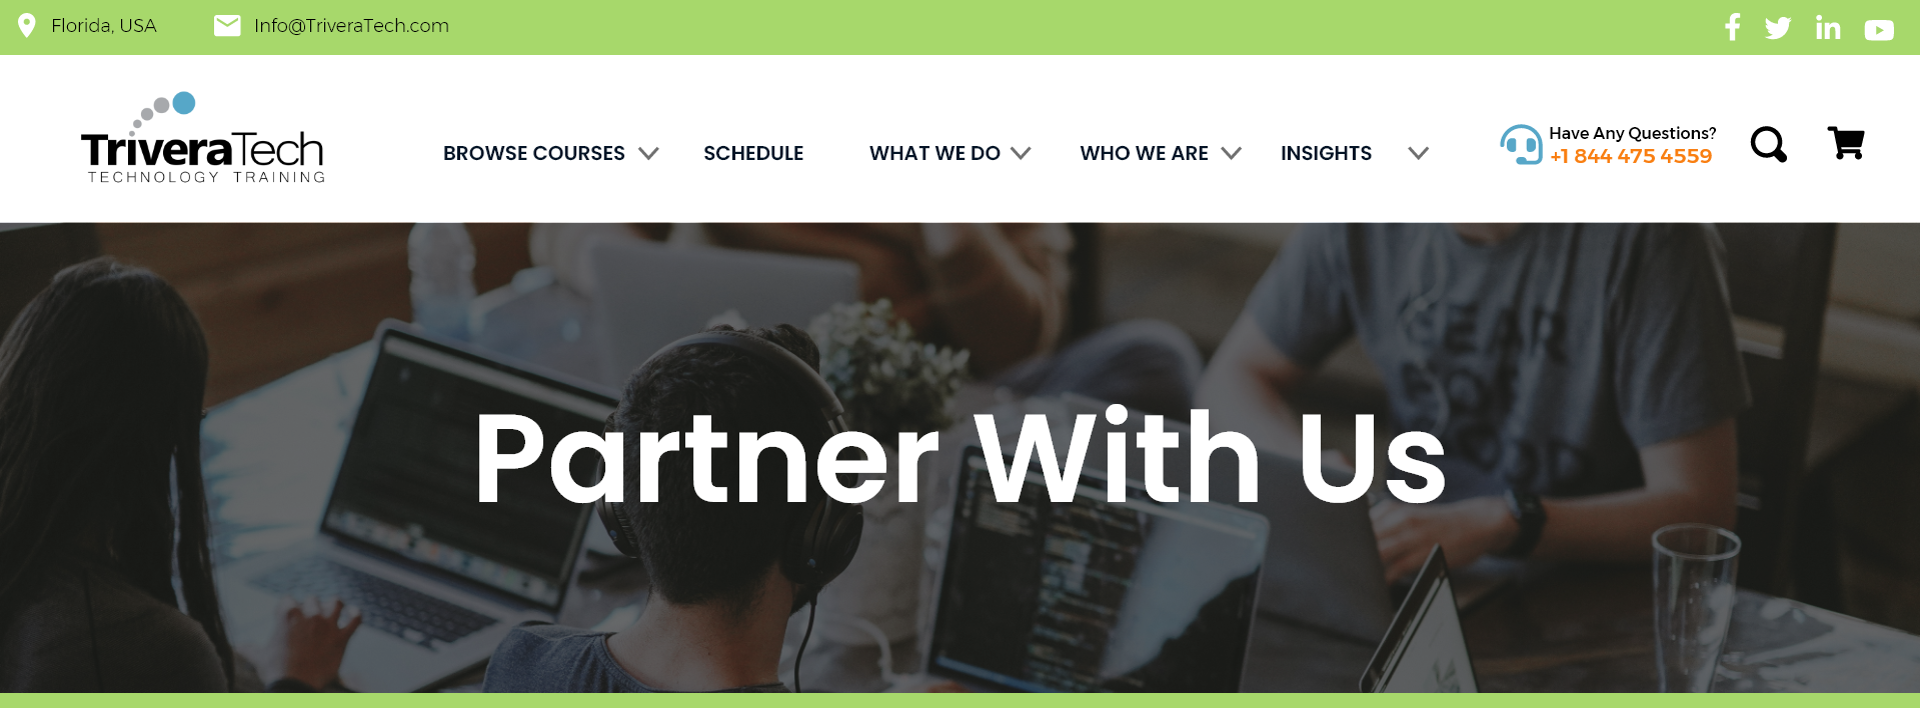 Florida, USA
Info@TriveraTech.com
TriveraTech
TECHNOLOGY TRAINING
BROWSE COURSES
SCHEDULE
WHAT WE DO
WHO WE ARE
INSIGHTS
Have Any Questions?
+1 844 475 4559
Partner With Us